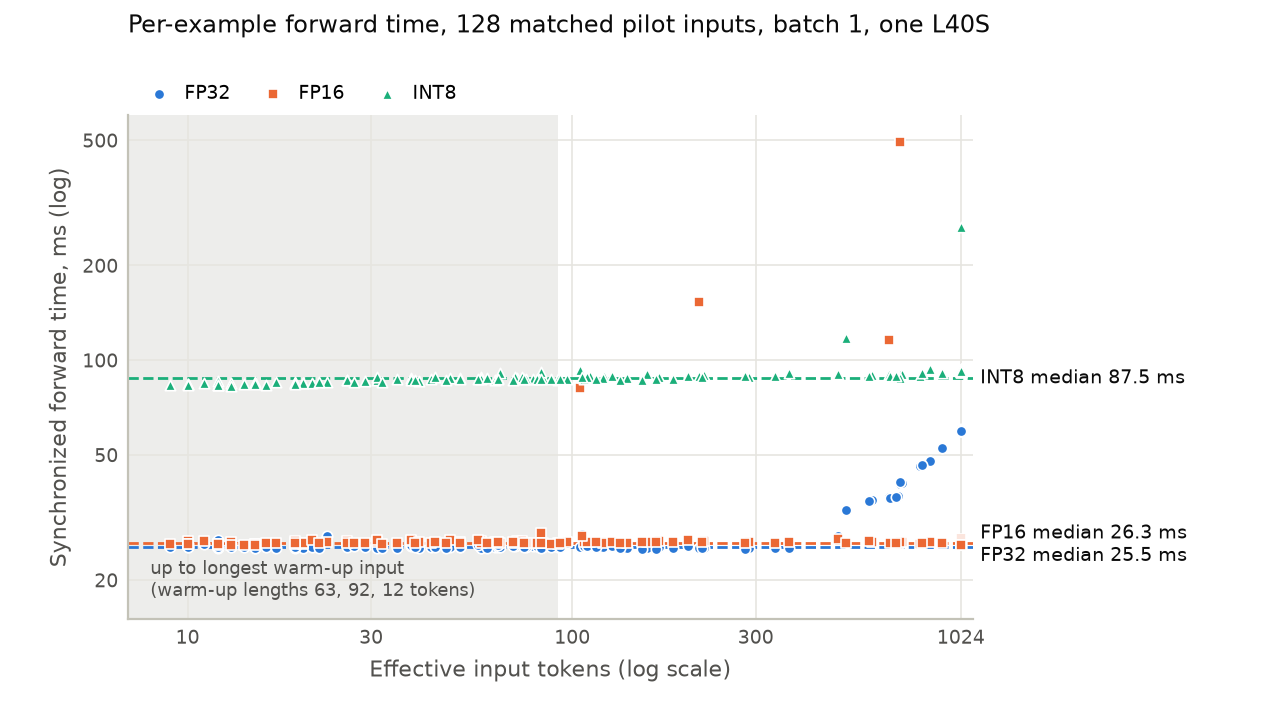 Per-example forward time, 128 matched pilot inputs, batch 1, one L40S
FP32 FP16 INT8
Synchronized forward time, ms (log)
500
200
100
50
20
INT8 median 87.5 ms
FP16 median 26.3 ms
FP32 median 25.5 ms
up to longest warm-up input
(warm-up lengths 63, 92, 12 tokens)
10 30 100 300 1024
Effective input tokens (log scale)